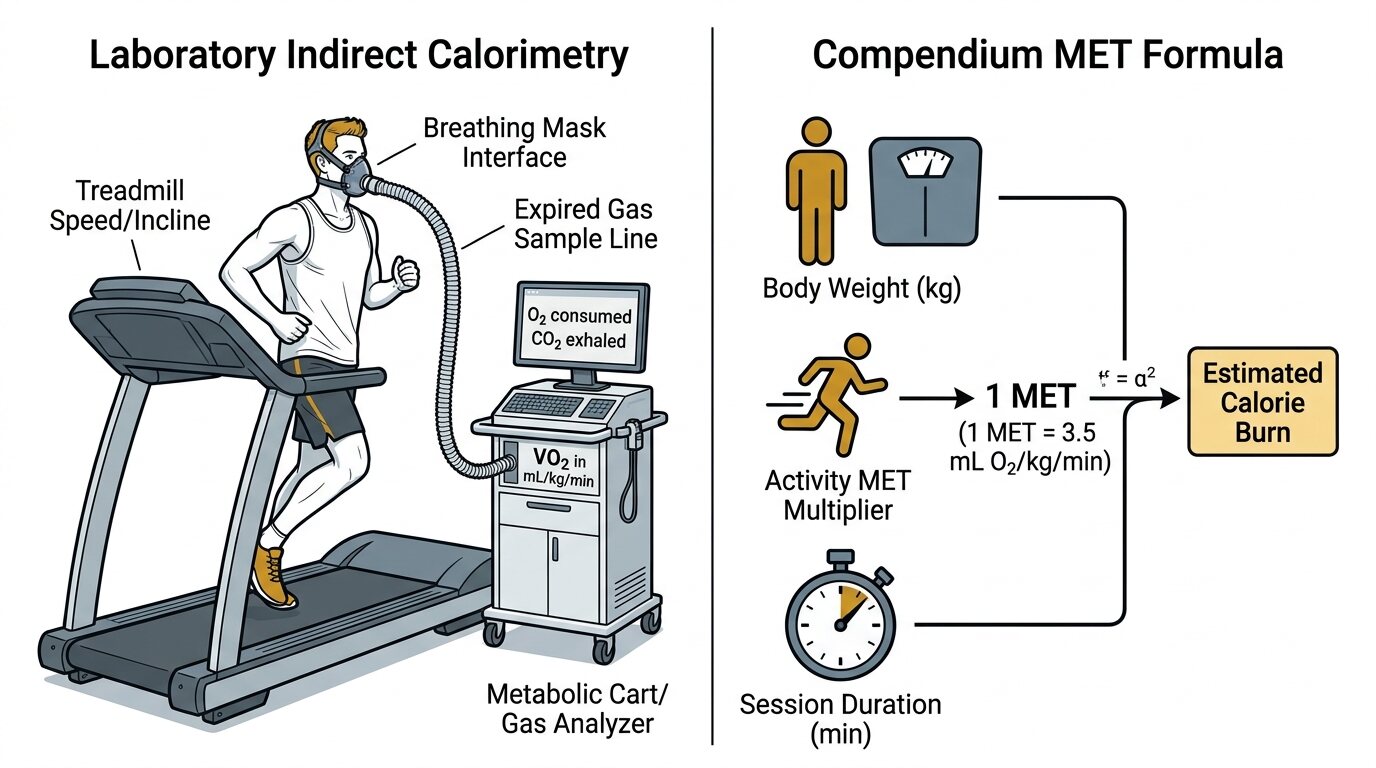 Laboratory Indirect Calorimetry
Breathing Mask
Interface
Treadmill
Speed/Incline
Expired Gas
Sample Line
O₂ consumed
CO₂ exhaled
VO₂ in
mL/kg/min
Metabolic Cart/
Gas Analyzer
Compendium MET Formula
Body Weight (kg)
Activity MET
Multiplier
1 MET
(1 MET = 3.5
mL O₂/kg/min)
= α²
Estimated
Calorie
Burn
Session Duration
(min)